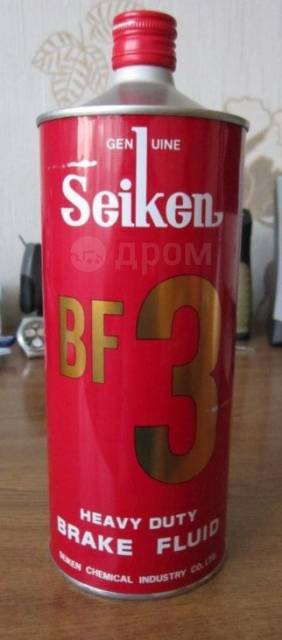 GENUINE
Seiken
дром
BF 3
HEAVY DUTY
BRAKE FLUID
SEIKEN CHEMICAL INDUSTRY CO.,LTD.